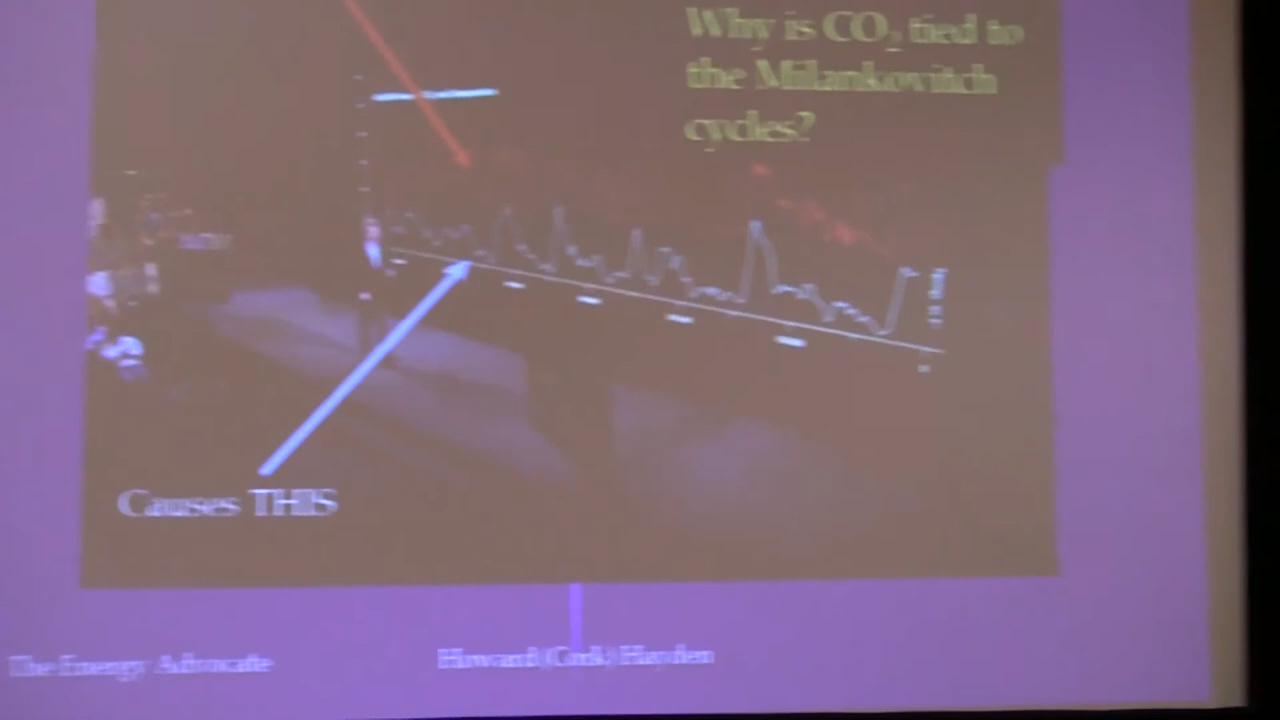 Why is CO₂ tied to
the Milankovitch
cycles?
Causes THIS
The Energy Advocate
Howard (Cork) Hayden